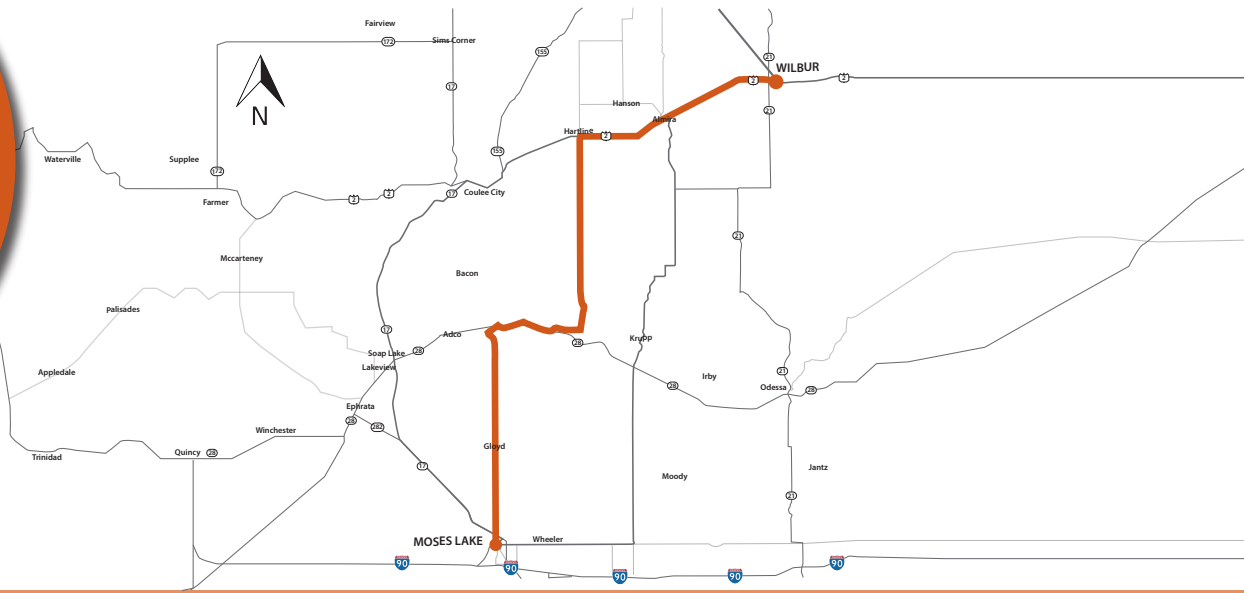 Fairview
172
Sims Corner
155
21
WILBUR
2
2
17
N
Hanson
21
Almira
Hartline
2
155
Waterville
Supplee
172
Farmer
2
2
17
Coulee City
21
Mccarteney
Bacon
Palisades
17
Adco
28
Krupp
Soap Lake
28
Lakeview
Appledale
Irby
21
28
Odessa
28
Ephrata
28
282
Winchester
Gloyd
Trinidad
Quincy
28
17
Moody
Jantz
21
MOSES LAKE
Wheeler
90
90
90
90